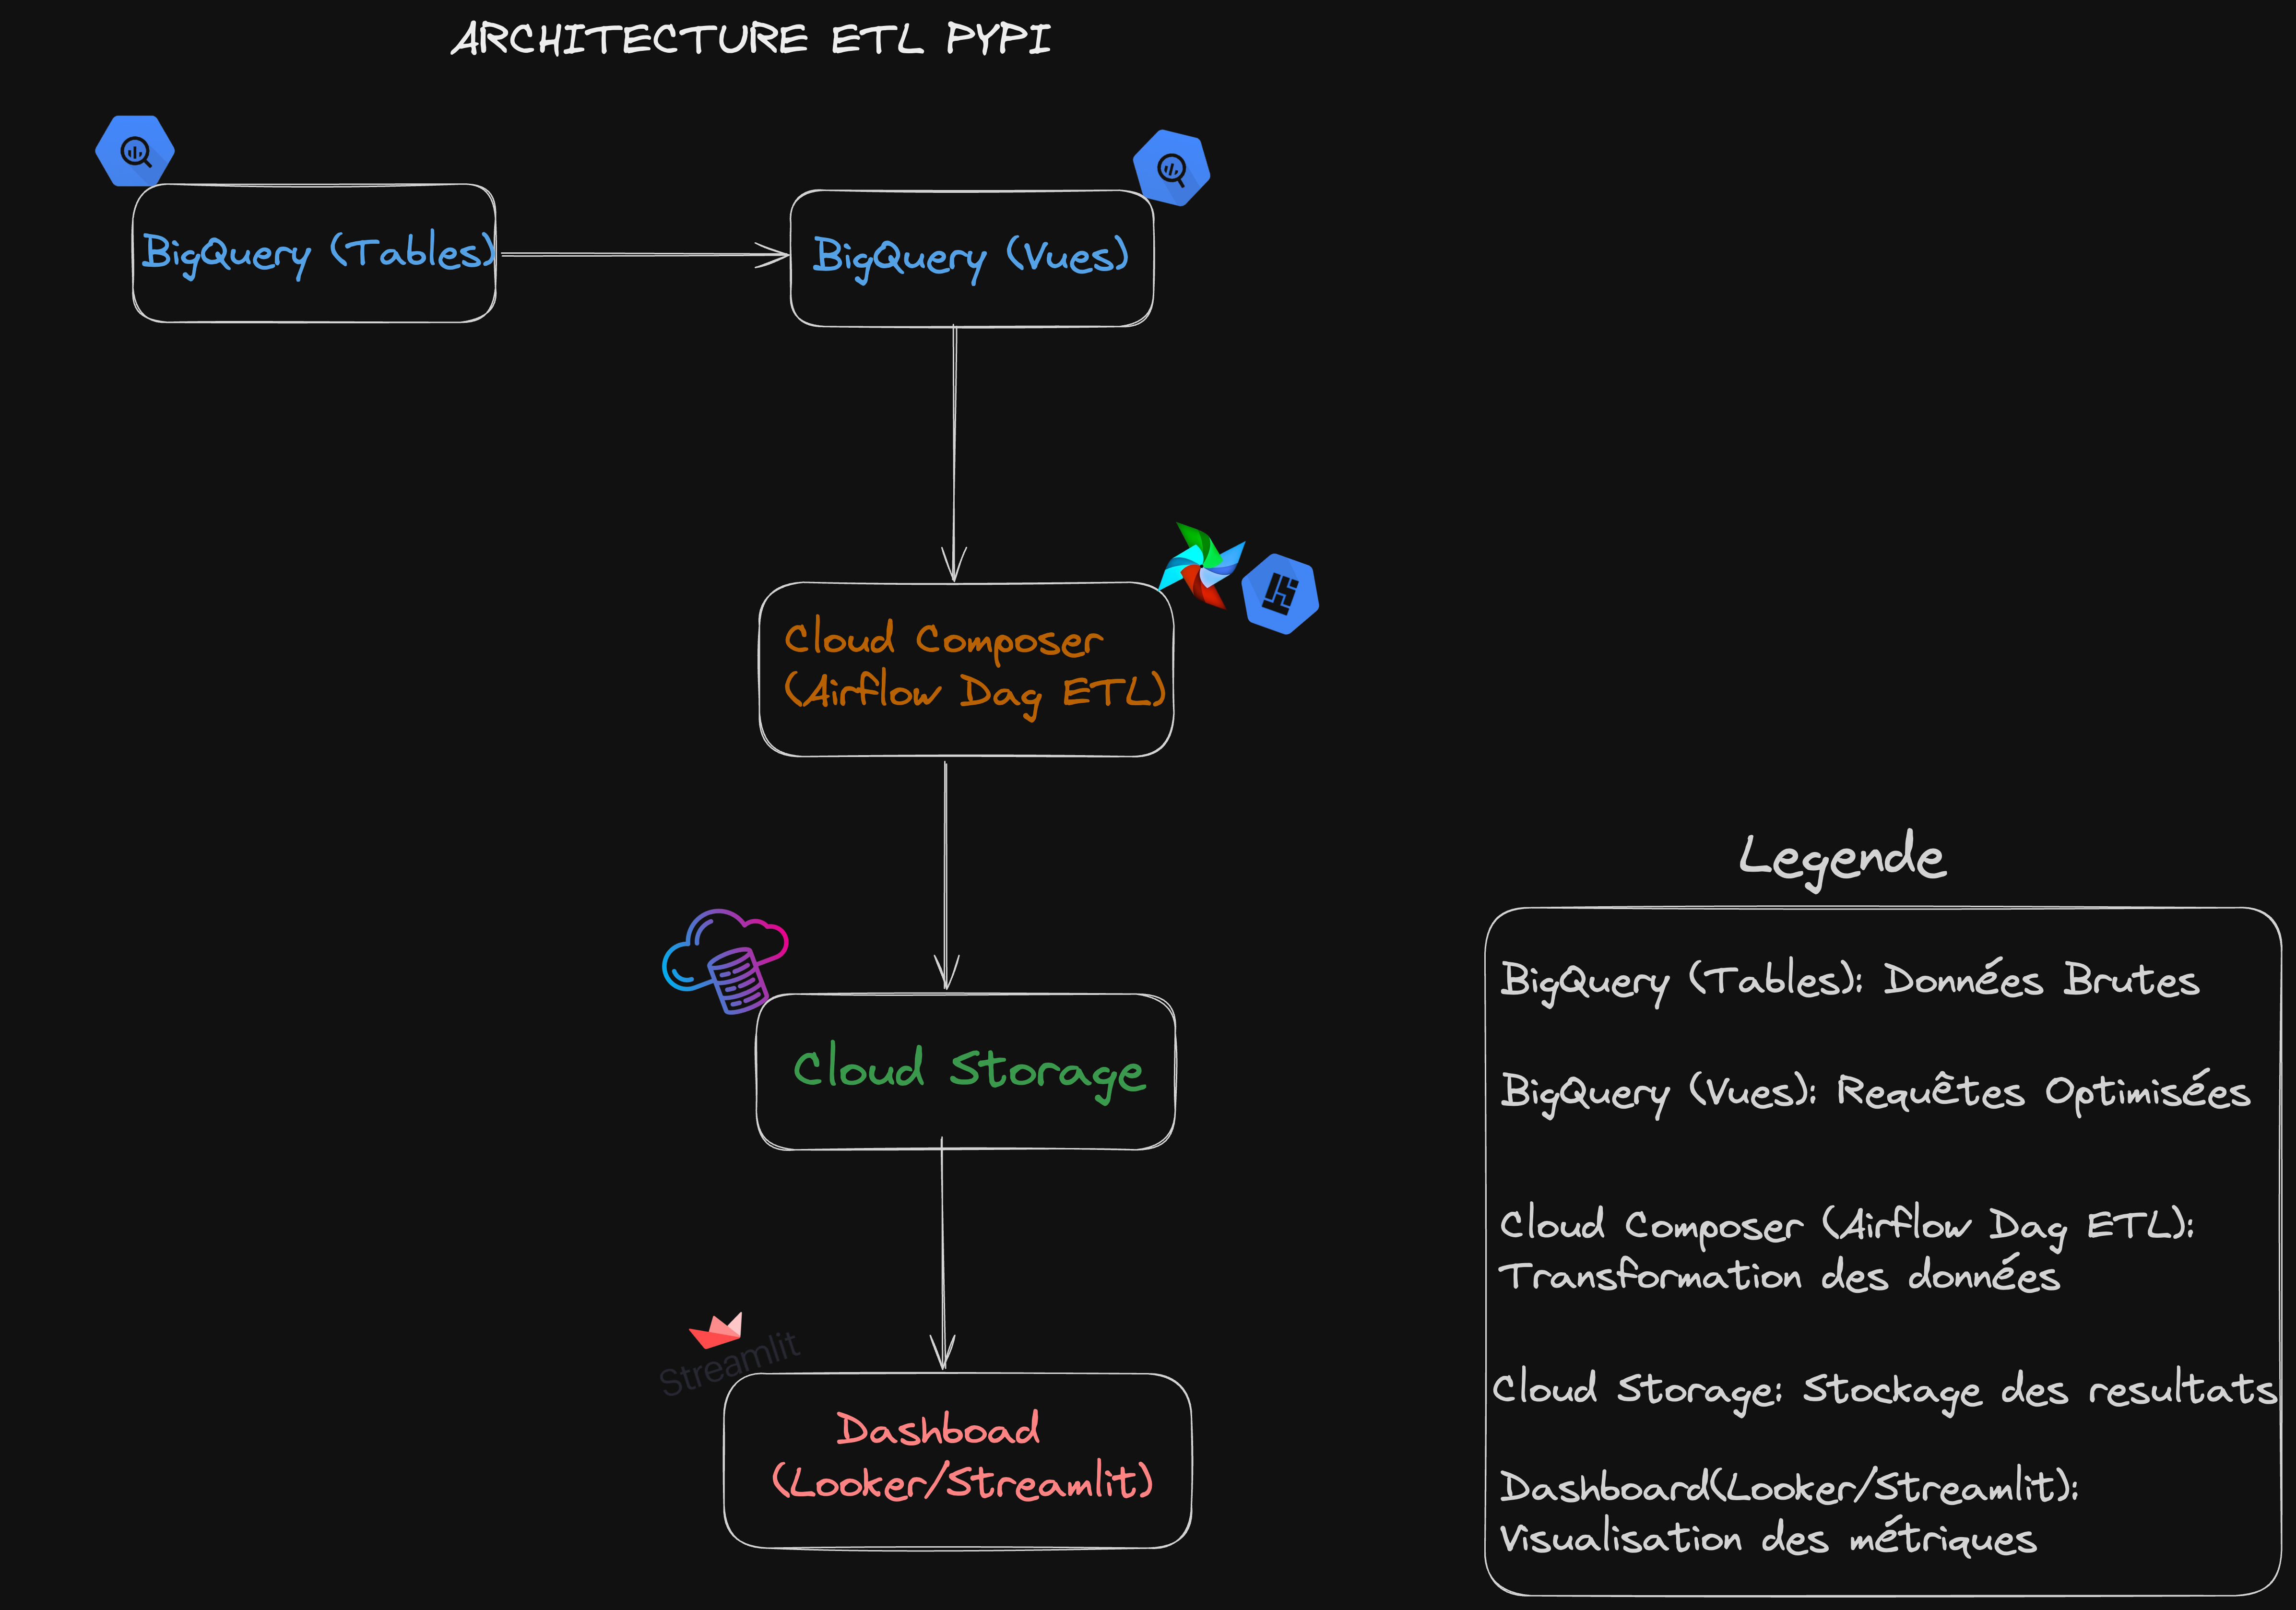 ARCHITECTURE ETL PYPI
BigQuery (Tables)
BigQuery (Vues)
Cloud Composer
(Airflow Dag ETL)
Cloud Storage
Streamlit
Dashboad
(Looker/Streamlit)
Legende
BigQuery (Tables): Données Brutes
BigQuery (Vues): Requêtes Optimisées
Cloud Composer (Airflow Dag ETL):
Transformation des données
Cloud Storage: Stockage des resultats
Dashboard(Looker/Streamlit):
Visualisation des métriques